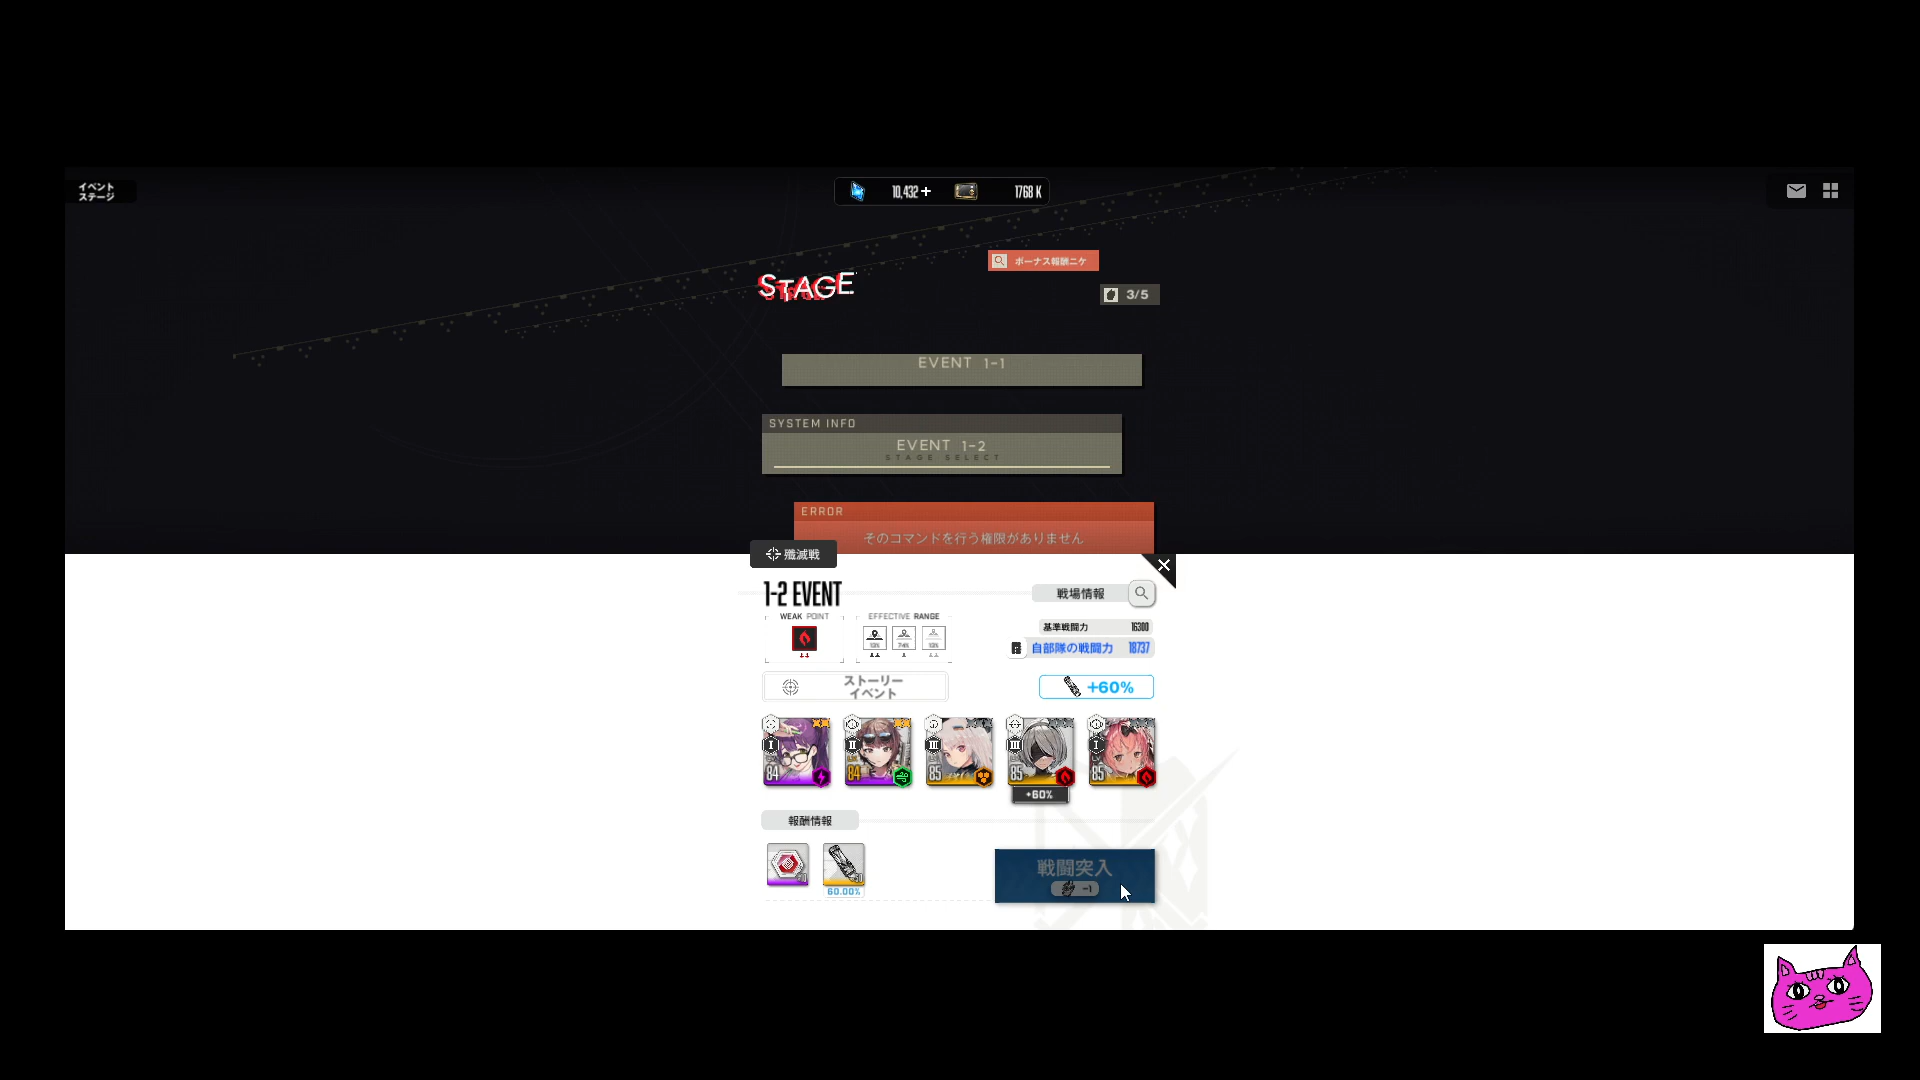 イベント
ステージ
10,432+
1768 K
ボーナス報酬ニケ
STAGE
3/5
EVENT 1-1
SYSTEM INFO
EVENT 1-2
STAGE SELECT
ERROR
そのコマンドを行う権限がありません
殲滅戦
1-2 EVENT
戦場情報
WEAK POINT
EFFECTIVE RANGE
基準戦闘力 16300
自部隊の戦闘力 18737
ストーリー
イベント
+60%
I II III III I
84 84 85 85 85
+60%
報酬情報
60.00%
戦闘突入
-1